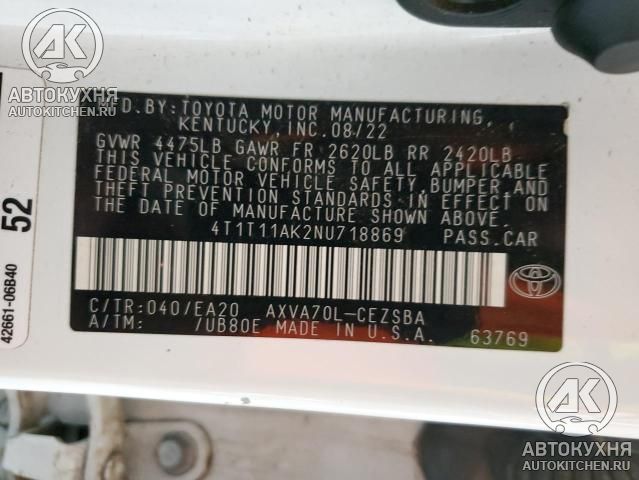 AK
АВТОКУХНЯ
AUTOKITCHEN.RU
52
42661-06B40
MFD.BY:TOYOTA MOTOR MANUFACTURING,
KENTUCKY,INC.08/22
GVWR 4475LB GAWR FR 2620LB RR 2420LB
THIS VEHICLE CONFORMS TO ALL APPLICABLE
FEDERAL MOTOR VEHICLE SAFETY,BUMPER AND
THEFT PREVENTION STANDARDS IN EFFECT ON
THE DATE OF MANUFACTURE SHOWN ABOVE.
4T1T11AK2NU718869 PASS.CAR
C/TR:040/EA20 AXVA70L-CEZSBA
A/TM: /UB80E MADE IN U.S.A. 63769
AK
АВТОКУХНЯ
AUTOKITCHEN.RU